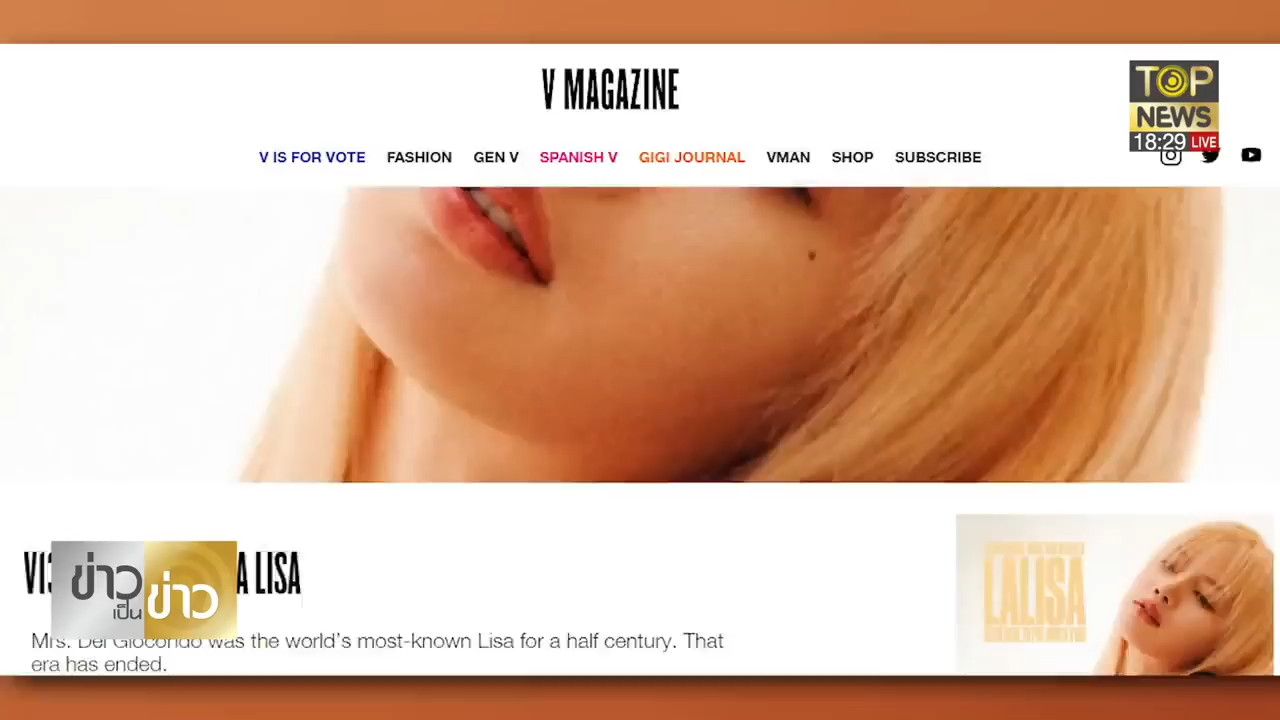 V MAGAZINE
TOP
NEWS
18:29 LIVE
V IS FOR VOTE FASHION GEN V SPANISH V GIGI JOURNAL VMAN SHOP SUBSCRIBE
A LISA
ข่าว
เป็น
ข่าว
Mrs. Del Giocondo was the world's most-known Lisa for a half century. That
era has ended.
LALISA